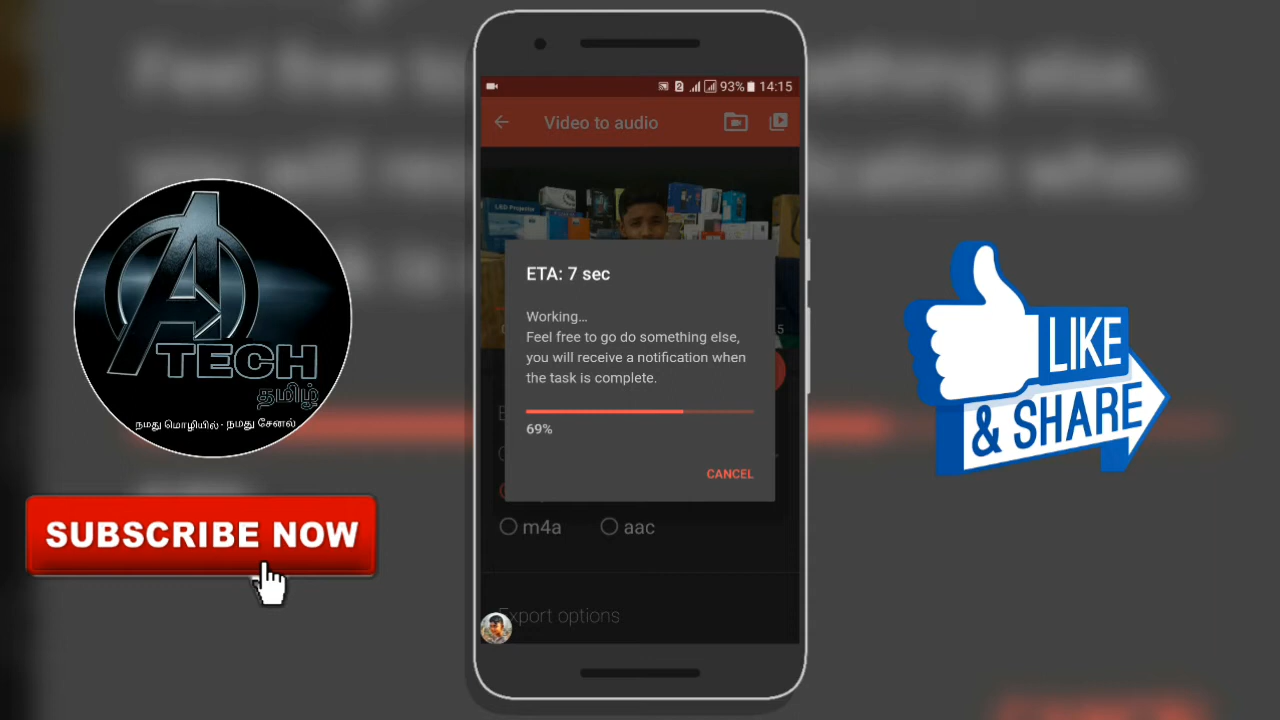 93% 14:15
Video to audio
LED Projector
ETA: 7 sec
Working...
Feel free to go do something else,
you will receive a notification when
the task is complete.
69%
CANCEL
m4a aac
Export options
A
TECH
தமிழ்
நமது மொழியில் - நமது சேனல்
SUBSCRIBE NOW
LIKE
& SHARE